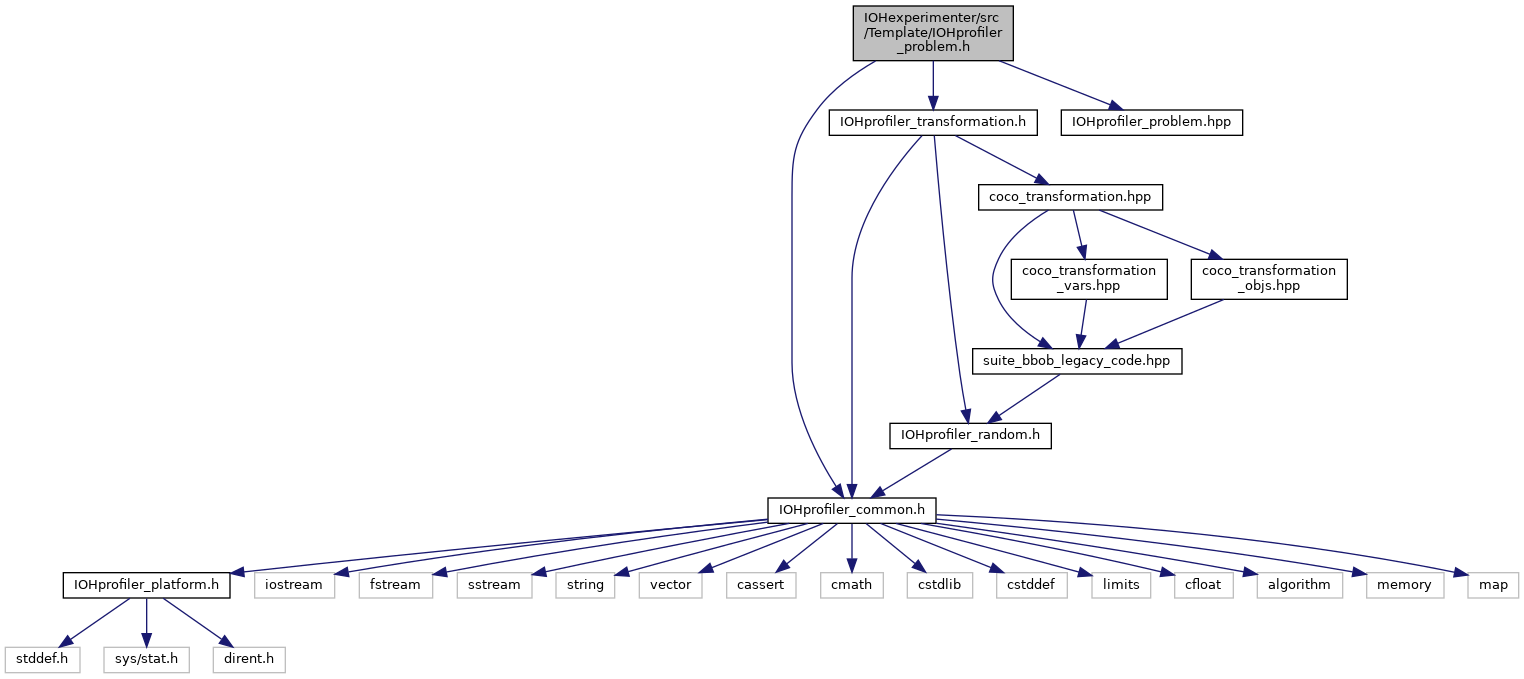 IOHexperimenter/src
/Template/IOHprofiler
_problem.h
IOHprofiler_transformation.h
IOHprofiler_problem.hpp
coco_transformation.hpp
coco_transformation
_vars.hpp
coco_transformation
_objs.hpp
suite_bbob_legacy_code.hpp
IOHprofiler_random.h
IOHprofiler_common.h
IOHprofiler_platform.h
iostream
fstream
sstream
string
vector
cassert
cmath
cstdlib
cstddef
limits
cfloat
algorithm
memory
map
stddef.h
sys/stat.h
dirent.h